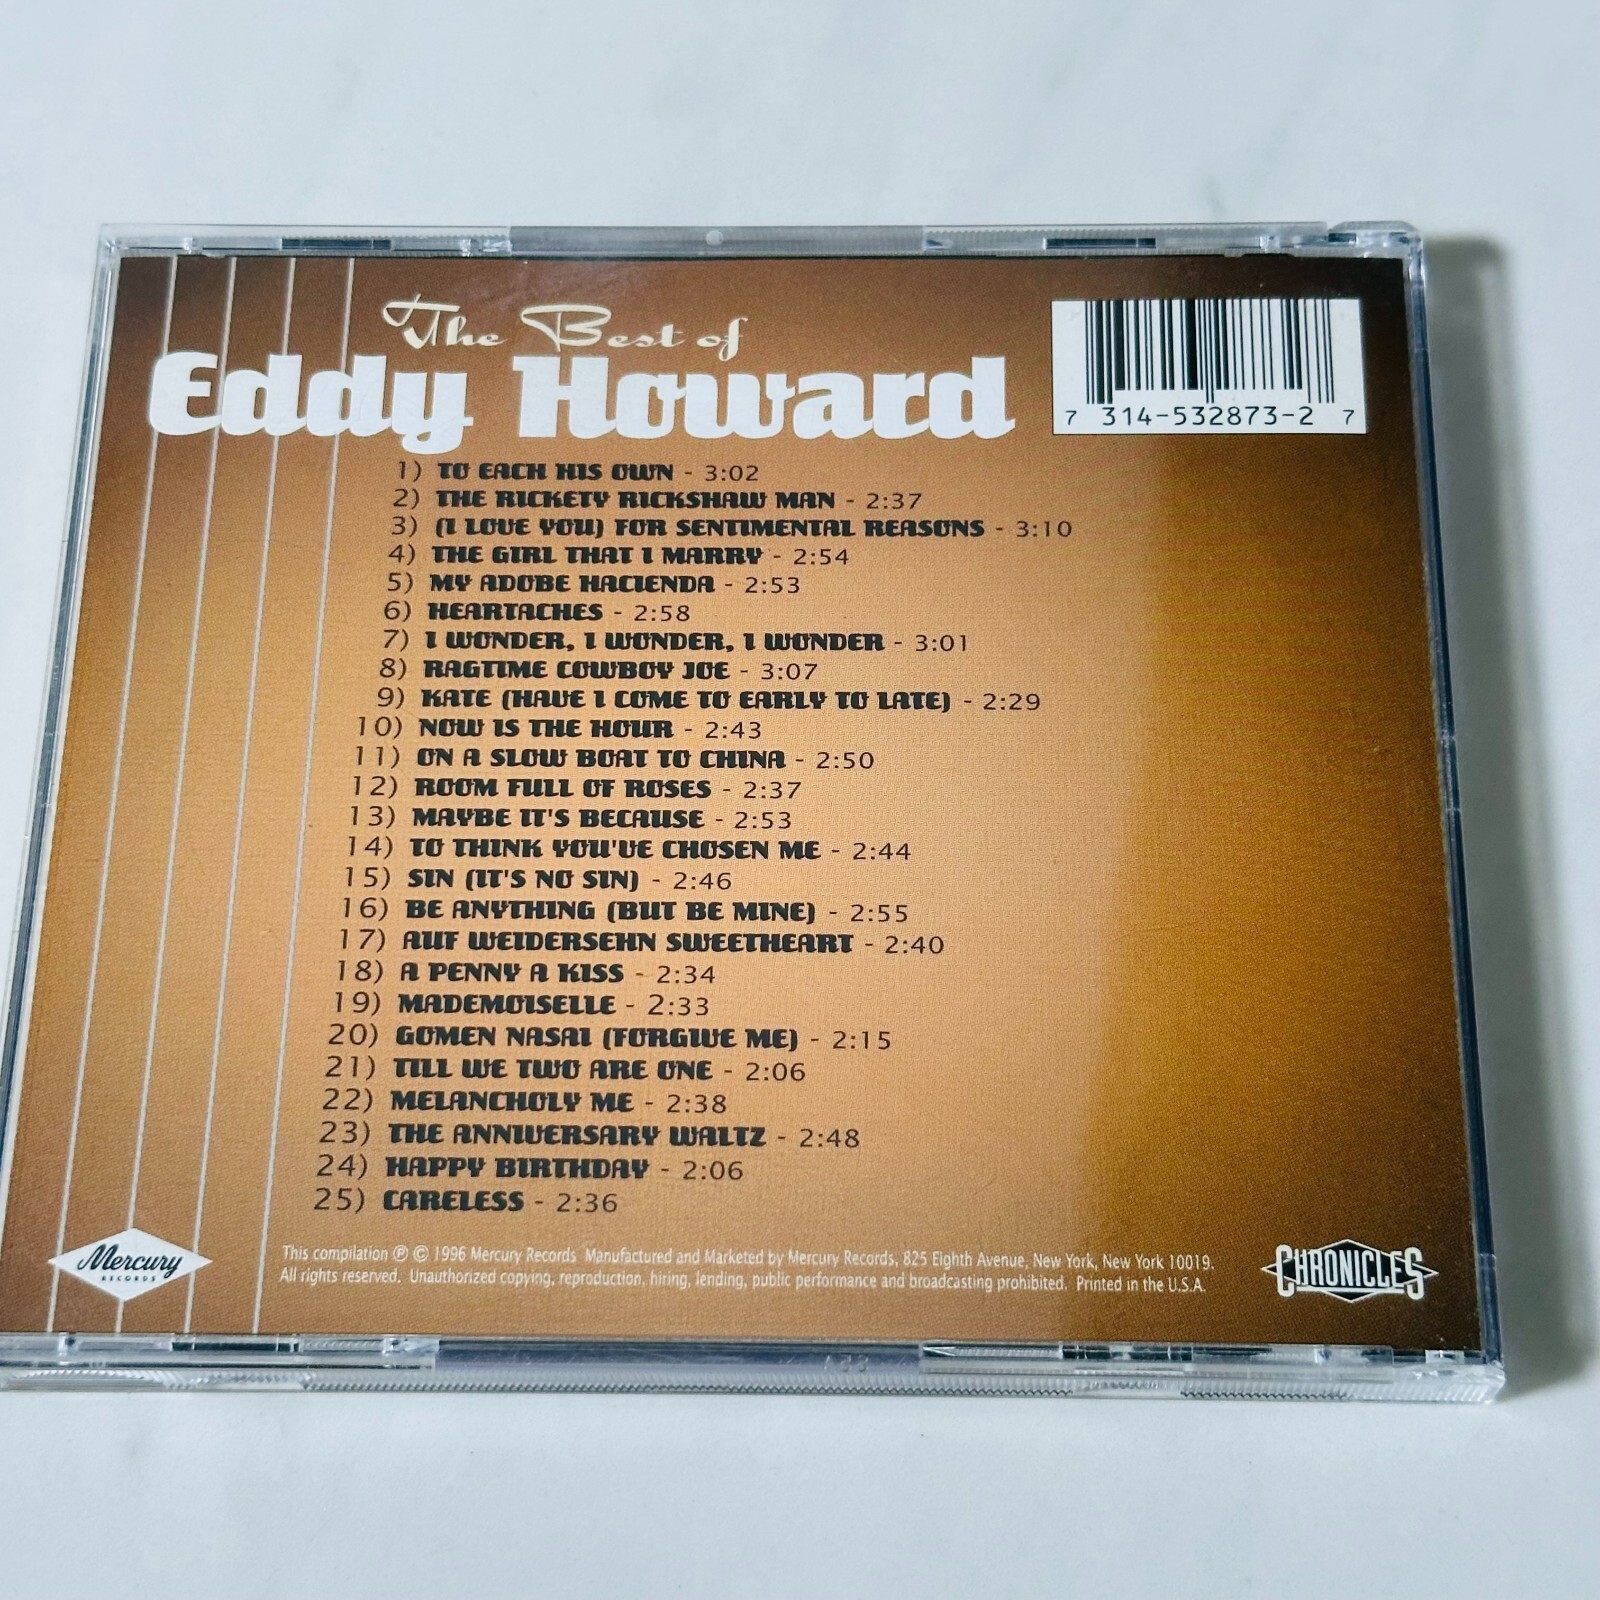 The Best of
Eddy Howard
7 314-532873-2 7
1) TO EACH HIS OWN - 3:02
2) THE RICKETY RICKSHAW MAN - 2:37
3) (I LOVE YOU) FOR SENTIMENTAL REASONS - 3:10
4) THE GIRL THAT I MARRY - 2:54
5) MY ADOBE HACIENDA - 2:53
6) HEARTACHES - 2:58
7) I WONDER, I WONDER, I WONDER - 3:01
8) RAGTIME COWBOY JOE - 3:07
9) KATE (HAVE I COME TO EARLY TO LATE) - 2:29
10) NOW IS THE HOUR - 2:43
11) ON A SLOW BOAT TO CHINA - 2:50
12) ROOM FULL OF ROSES - 2:37
13) MAYBE IT'S BECAUSE - 2:53
14) TO THINK YOU'VE CHOSEN ME - 2:44
15) SIN (IT'S NO SIN) - 2:46
16) BE ANYTHING (BUT BE MINE) - 2:55
17) AUF WEIDERSEHN SWEETHEART - 2:40
18) A PENNY A KISS - 2:34
19) MADEMOISELLE - 2:33
20) GOMEN NASAI (FORGIVE ME) - 2:15
21) TILL WE TWO ARE ONE - 2:06
22) MELANCHOLY ME - 2:38
23) THE ANNIVERSARY WALTZ - 2:48
24) HAPPY BIRTHDAY - 2:06
25) CARELESS - 2:36
Mercury
RECORDS
This compilation ℗ © 1996 Mercury Records Manufactured and Marketed by Mercury Records, 825 Eighth Avenue, New York, New York 10019.
All rights reserved. Unauthorized copying, reproduction, hiring, lending, public performance and broadcasting prohibited. Printed in the U.S.A.
CHRONICLES